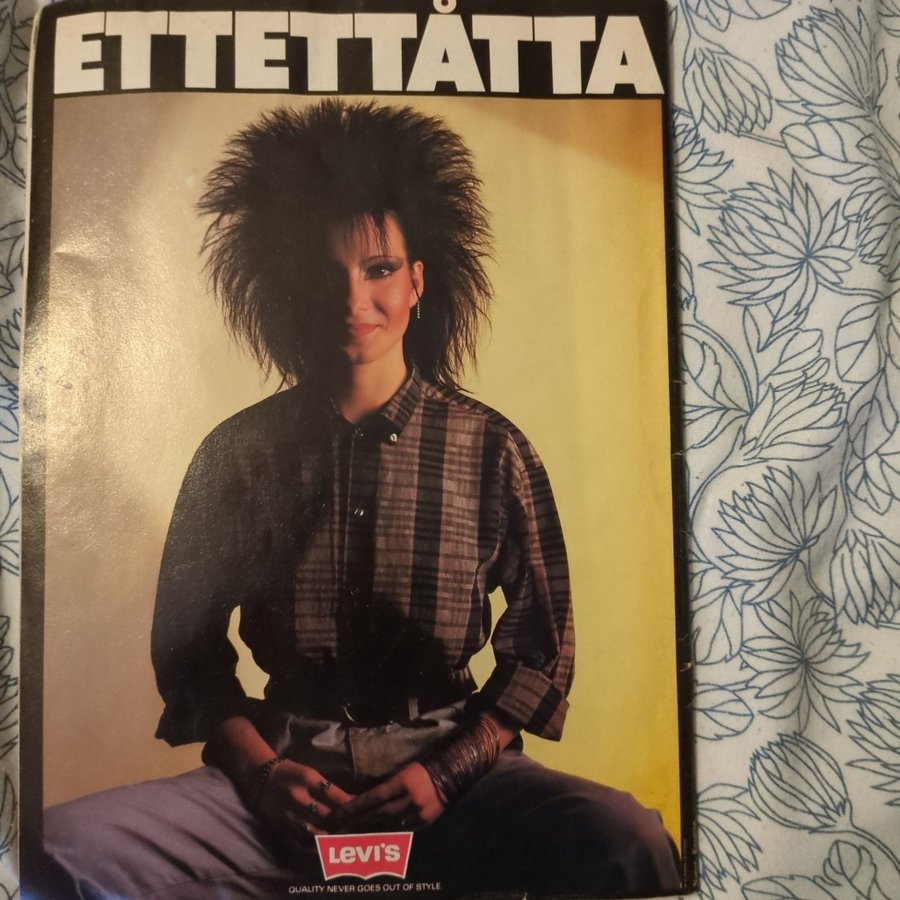 ETTETTÅTTA
LEVI'S
QUALITY NEVER GOES OUT OF STYLE